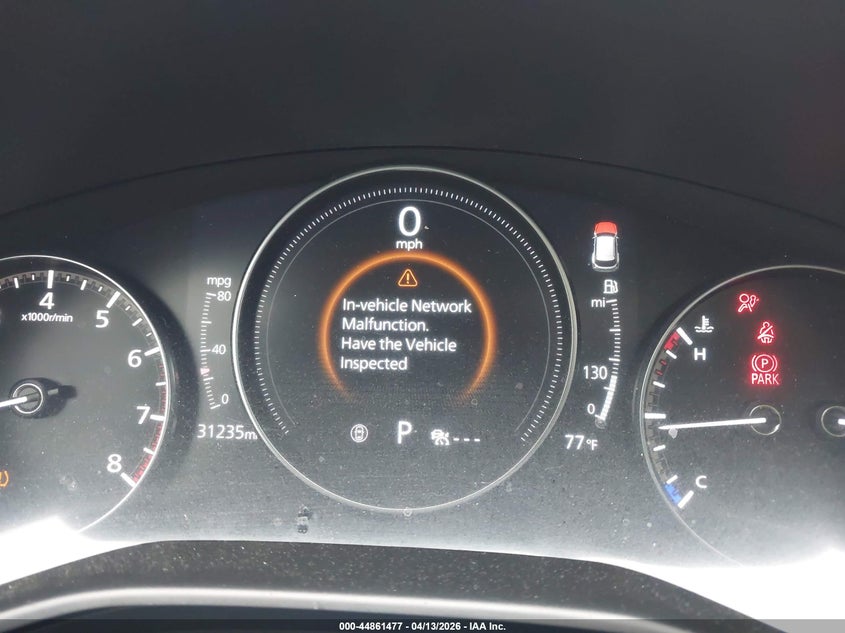 0
mph
In-vehicle Network
Malfunction.
Have the Vehicle
Inspected
P
---
4
x1000r/min
5
6
7
8
mpg
80
40
0
31235m
mi
130
0
77°F
H
C
(P)
PARK
000-44861477 - 04/13/2026 - IAA Inc.